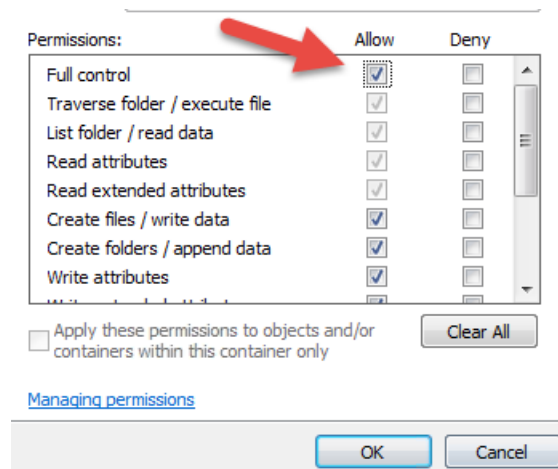 Permissions: Allow Deny
Full control
Traverse folder / execute file
List folder / read data
Read attributes
Read extended attributes
Create files / write data
Create folders / append data
Write attributes
Apply these permissions to objects and/or
containers within this container only
Clear All
Managing permissions
OK Cancel